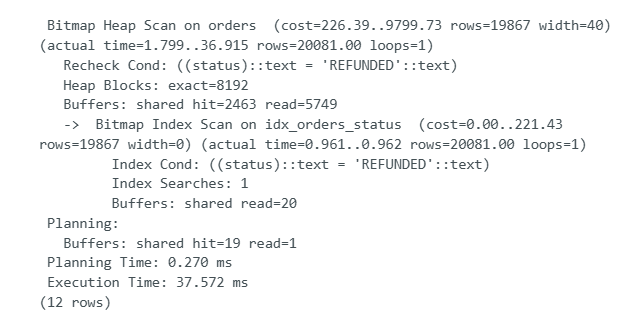 Bitmap Heap Scan on orders  (cost=226.39..9799.73 rows=19867 width=40)
(actual time=1.799..36.915 rows=20081.00 loops=1)
   Recheck Cond: ((status)::text = 'REFUNDED'::text)
   Heap Blocks: exact=8192
   Buffers: shared hit=2463 read=5749
   ->  Bitmap Index Scan on idx_orders_status  (cost=0.00..221.43
rows=19867 width=0) (actual time=0.961..0.962 rows=20081.00 loops=1)
         Index Cond: ((status)::text = 'REFUNDED'::text)
         Index Searches: 1
         Buffers: shared read=20
 Planning:
   Buffers: shared hit=19 read=1
 Planning Time: 0.270 ms
 Execution Time: 37.572 ms
(12 rows)